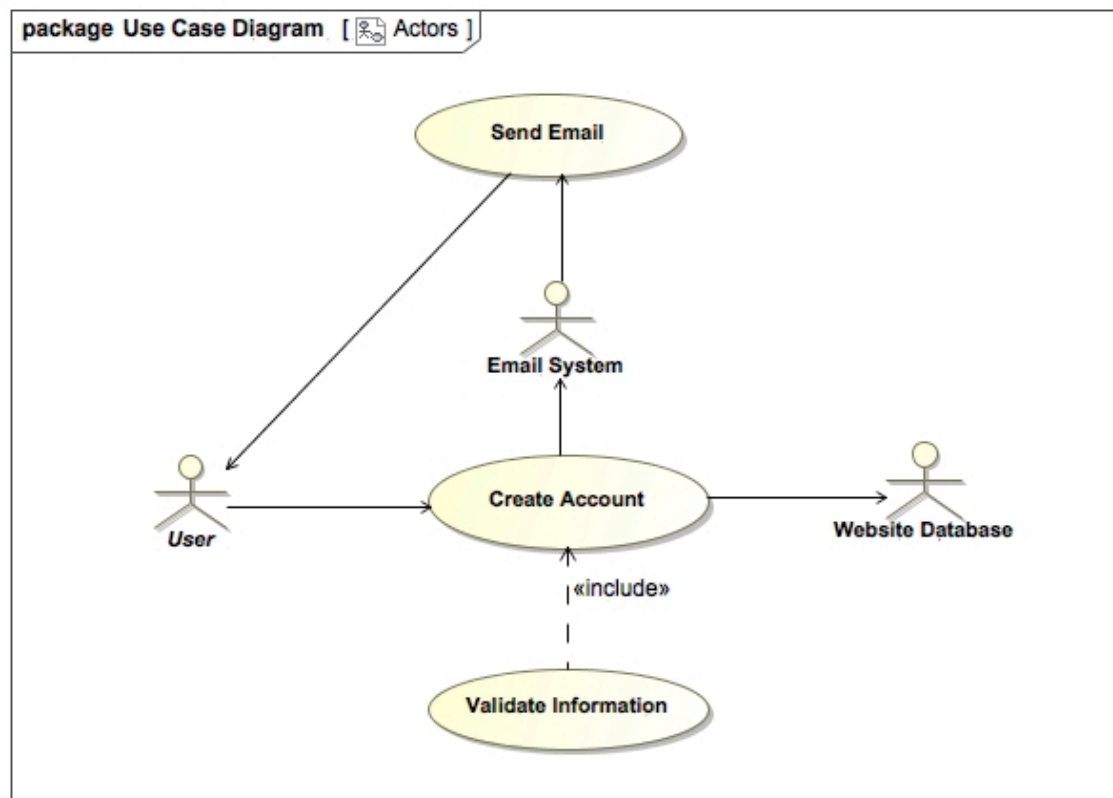 package Use Case Diagram [ Actors ]
Send Email
Email System
Create Account
User
Website Database
«include»
Validate Information